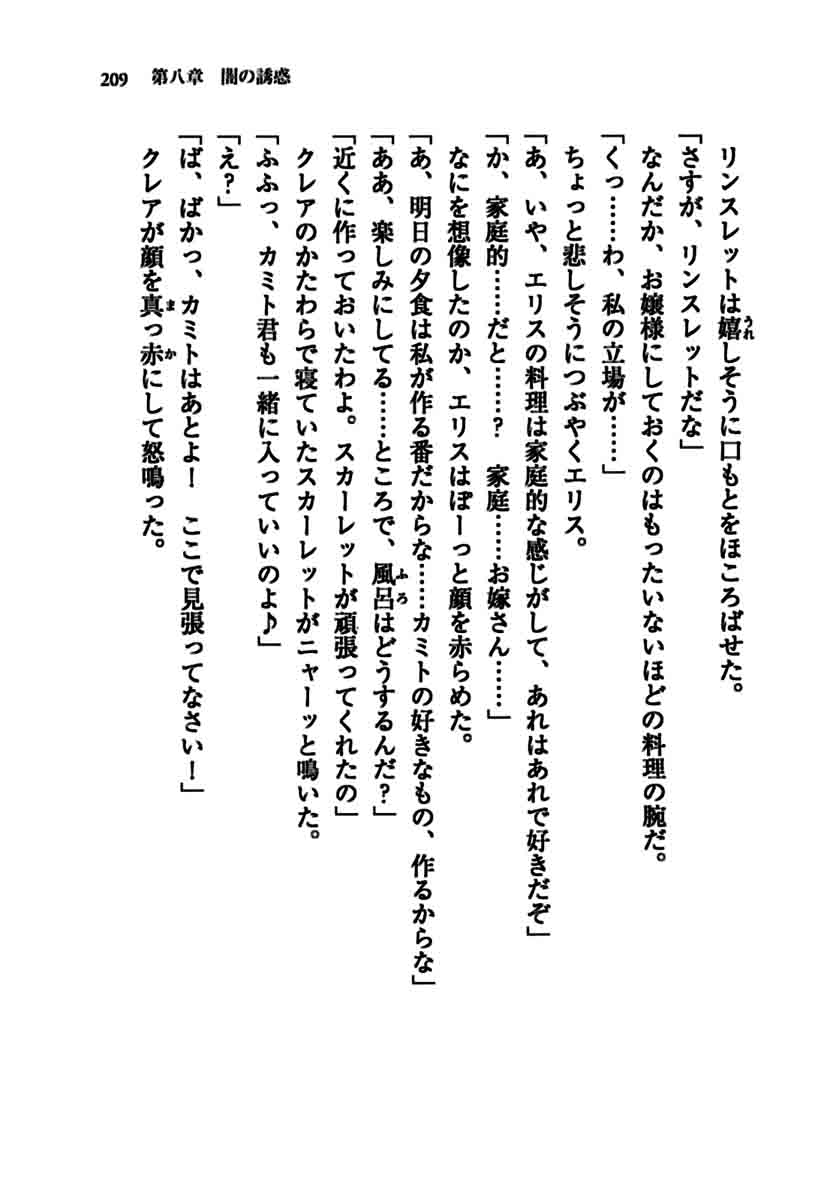 209 第八章 闇の誘惑
リンスレットは嬉しそうに口もとをほころばせた。
「さすが、リンスレットだな」
なんだか、お嬢様にしておくのはもったいないほどの料理の腕だ。
「くっ……わ、私の立場が……」
ちょっと悲しそうにつぶやくエリス。
「あ、いや、エリスの料理は家庭的な感じがして、あれはあれで好きだぞ」
「か、家庭的……だと……？　家庭……お嫁さん……」
なにを想像したのか、エリスはぽーっと顔を赤らめた。
「あ、明日の夕食は私が作る番だからな……カミトの好きなもの、作るからな」
「ああ、楽しみにしてる……ところで、風呂はどうするんだ？」
「近くに作っておいたわよ。スカーレットが頑張ってくれたの」
クレアのかたわらで寝ていたスカーレットがニャーッと鳴いた。
「ふふっ、カミト君も一緒に入っていいのよ♪」
「え？」
「ば、ばかっ、カミトはあとよ！　ここで見張ってなさい！」
クレアが顔を真っ赤にして怒鳴った。